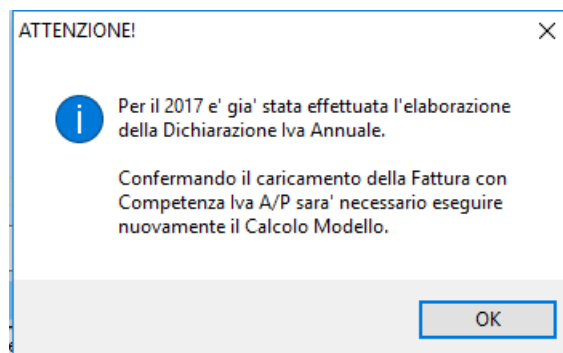 ATTENZIONE!
Per il 2017 e' gia' stata effettuata l'elaborazione
della Dichiarazione Iva Annuale.
Confermando il caricamento della Fattura con
Competenza Iva A/P sara' necessario eseguire
nuovamente il Calcolo Modello.
OK